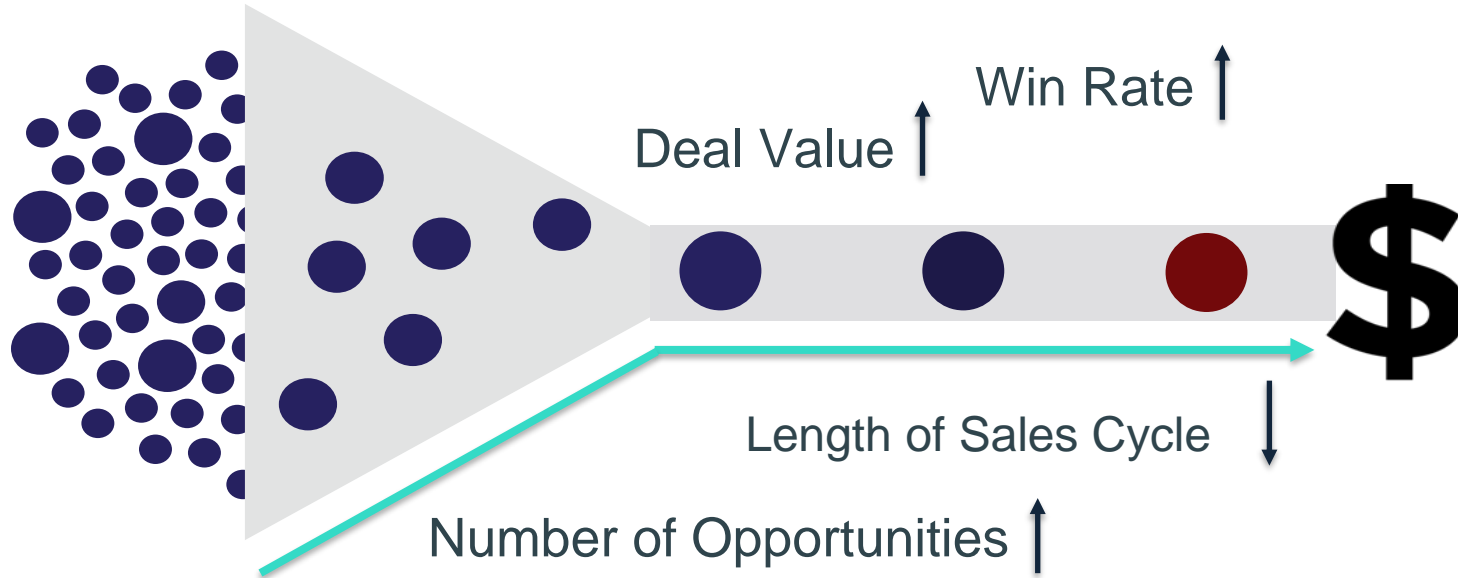 Win Rate
Deal Value
$
Length of Sales Cycle
Number of Opportunities